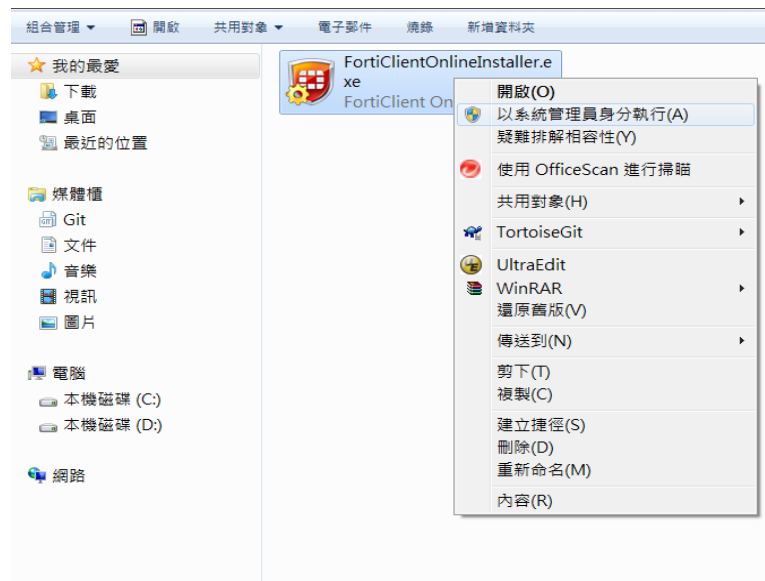 組合管理 開啟 共用對象 電子郵件 燒錄 新增資料夾
我的最愛
下載
桌面
最近的位置
媒體櫃
Git
文件
音樂
視訊
圖片
電腦
本機磁碟 (C:)
本機磁碟 (D:)
網路
FortiClientOnlineInstaller.e
xe
FortiClient On
開啟(O)
以系統管理員身分執行(A)
疑難排解相容性(Y)
使用 OfficeScan 進行掃瞄
共用對象(H)
TortoiseGit
UltraEdit
WinRAR
還原舊版(V)
傳送到(N)
剪下(T)
複製(C)
建立捷徑(S)
刪除(D)
重新命名(M)
內容(R)